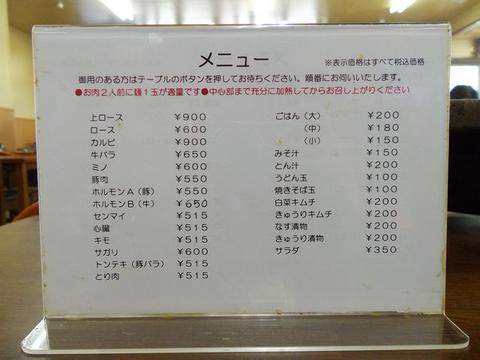 メニュー
※表示価格はすべて税込価格
御用のある方はテーブルのボタンを押してお待ちください。順番にお伺いいたします。
●お肉2人前に麺1玉が適量です●中心部まで充分に加熱してからお召し上がりください
上ロース ¥900
ロース ¥600
カルビ ¥900
牛バラ ¥650
ミノ ¥600
豚肉 ¥550
ホルモンA（豚） ¥550
ホルモンB（牛） ¥650
センマイ ¥515
心臓 ¥515
キモ ¥515
サガリ ¥600
トンテキ（豚バラ） ¥515
とり肉 ¥515
ごはん（大） ¥200
（中） ¥180
（小） ¥150
みそ汁 ¥150
とん汁 ¥200
うどん玉 ¥100
焼きそば玉 ¥100
白菜キムチ ¥200
きゅうりキムチ ¥200
なす漬物 ¥200
きゅうり漬物 ¥200
サラダ ¥350